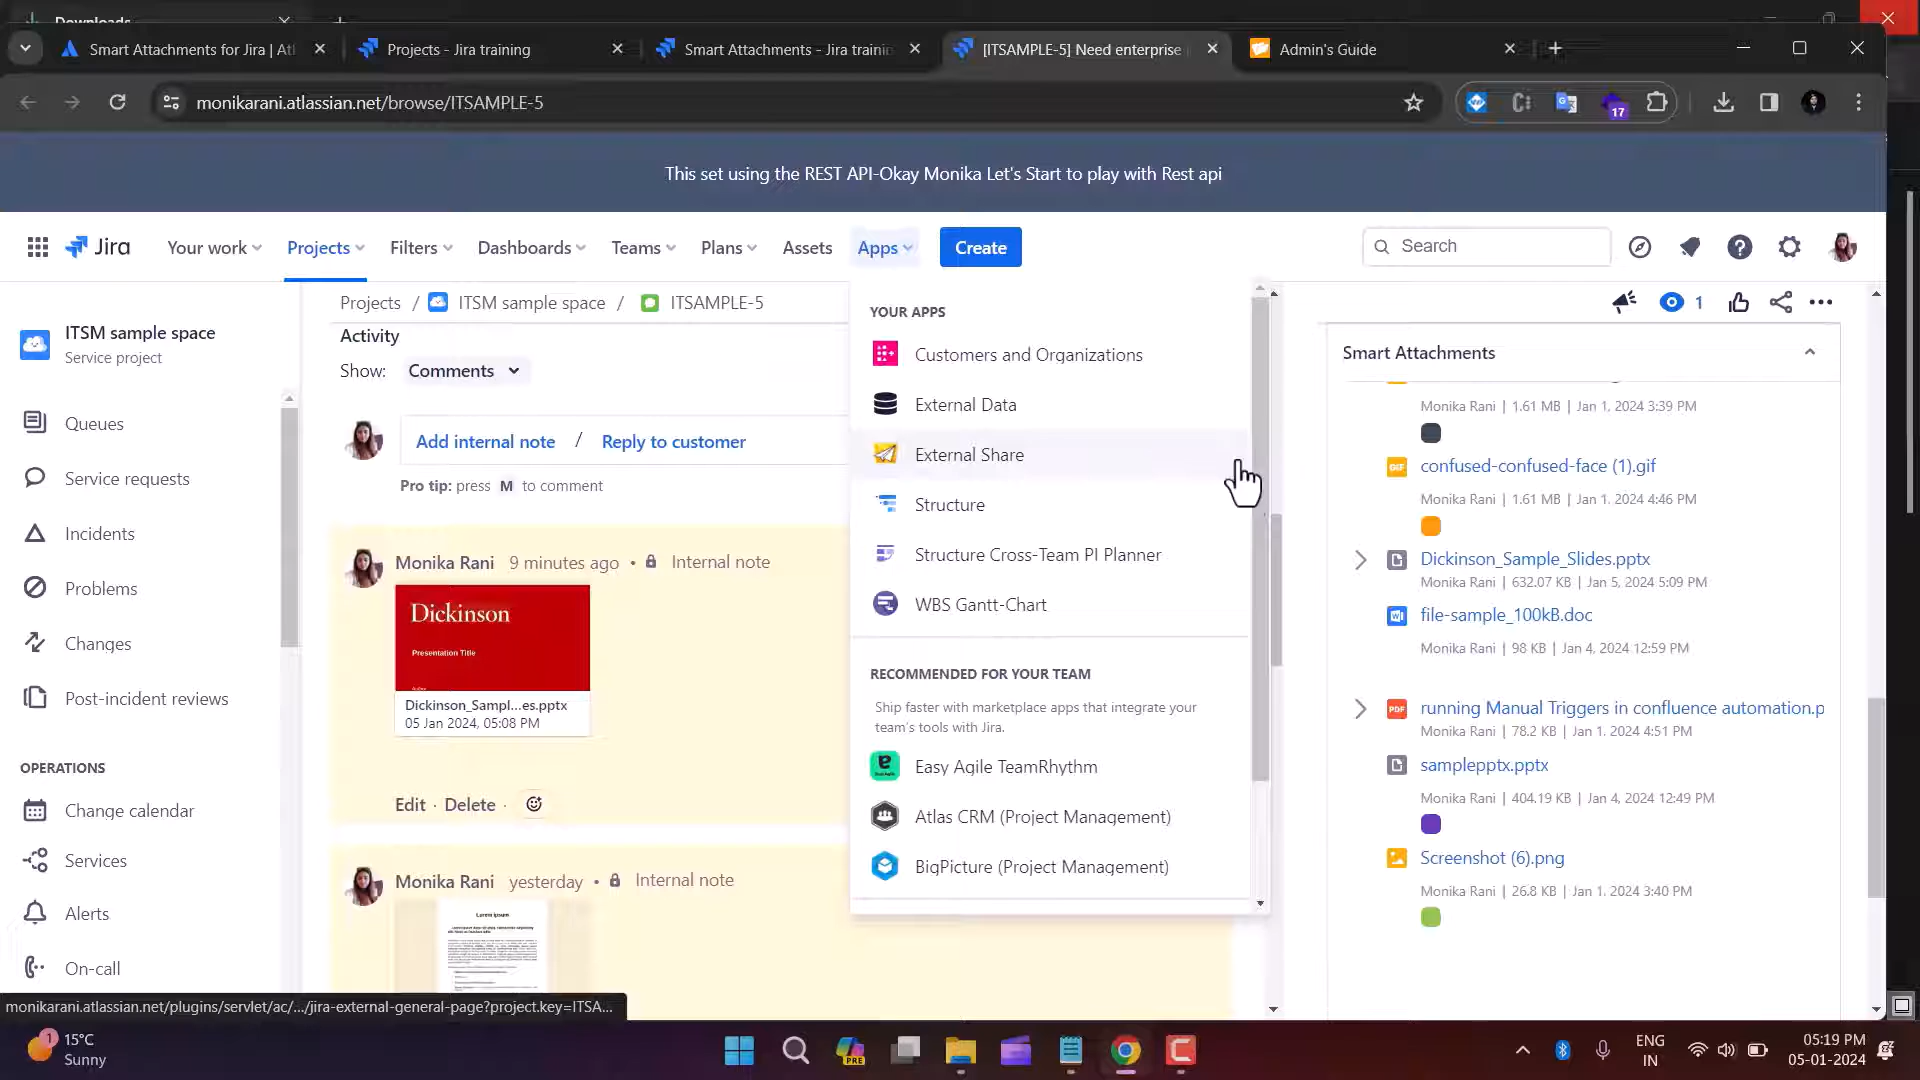 Downloads
Smart Attachments for Jira | Atl
Projects - Jira training
Smart Attachments - Jira trainin
[ITSAMPLE-5] Need enterprise
Admin's Guide
monikarani.atlassian.net/browse/ITSAMPLE-5
17
This set using the REST API-Okay Monika Let's Start to play with Rest api
Jira
Your work
Projects
Filters
Dashboards
Teams
Plans
Assets
Apps
Create
Search
ITSM sample space
Service project
Queues
Service requests
Incidents
Problems
Changes
Post-incident reviews
OPERATIONS
Change calendar
Services
Alerts
On-call
Projects / ITSM sample space / ITSAMPLE-5
Activity
Show: Comments
Add internal note / Reply to customer
Pro tip: press M to comment
Monika Rani 9 minutes ago • Internal note
Dickinson
Presentation Title
Dickinson_Sampl...es.pptx
05 Jan 2024, 05:08 PM
Edit · Delete ·
Monika Rani yesterday • Internal note
Lorem ipsum
YOUR APPS
Customers and Organizations
External Data
External Share
Structure
Structure Cross-Team PI Planner
WBS Gantt-Chart
RECOMMENDED FOR YOUR TEAM
Ship faster with marketplace apps that integrate your
team's tools with Jira.
Easy Agile TeamRhythm
Atlas CRM (Project Management)
BigPicture (Project Management)
1
Smart Attachments
Monika Rani | 1.61 MB | Jan 1, 2024 3:39 PM
GIF
confused-confused-face (1).gif
Monika Rani | 1.61 MB | Jan 1, 2024 4:46 PM
Dickinson_Sample_Slides.pptx
Monika Rani | 632.07 KB | Jan 5, 2024 5:09 PM
file-sample_100kB.doc
Monika Rani | 98 KB | Jan 4, 2024 12:59 PM
PDF
running Manual Triggers in confluence automation.p
Monika Rani | 78.2 KB | Jan 1, 2024 4:51 PM
samplepptx.pptx
Monika Rani | 404.19 KB | Jan 4, 2024 12:49 PM
Screenshot (6).png
Monika Rani | 26.8 KB | Jan 1, 2024 3:40 PM
monikarani.atlassian.net/plugins/servlet/ac/.../jira-external-general-page?project.key=ITSA...
1
15°C
Sunny
PRE
ENG
IN
05:19 PM
05-01-2024